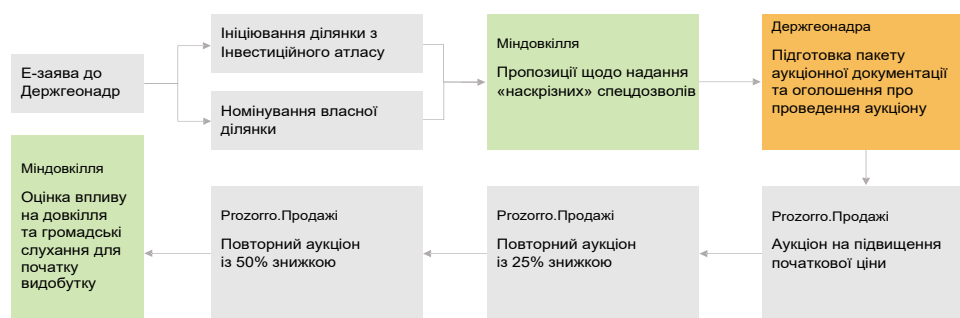 Е-заява до
Держгеонадр
Ініціювання ділянки з
Інвестиційного атласу
Номінування власної
ділянки
Міндовкілля
Пропозиції щодо надання
«наскрізних» спецдозволів
Держгеонадра
Підготовка пакету
аукціонної документації
та оголошення про
проведення аукціону
Prozorro.Продажі
Аукціон на підвищення
початкової ціни
Prozorro.Продажі
Повторний аукціон
із 25% знижкою
Prozorro.Продажі
Повторний аукціон
із 50% знижкою
Міндовкілля
Оцінка впливу
на довкілля
та громадські
слухання для
початку
видобутку